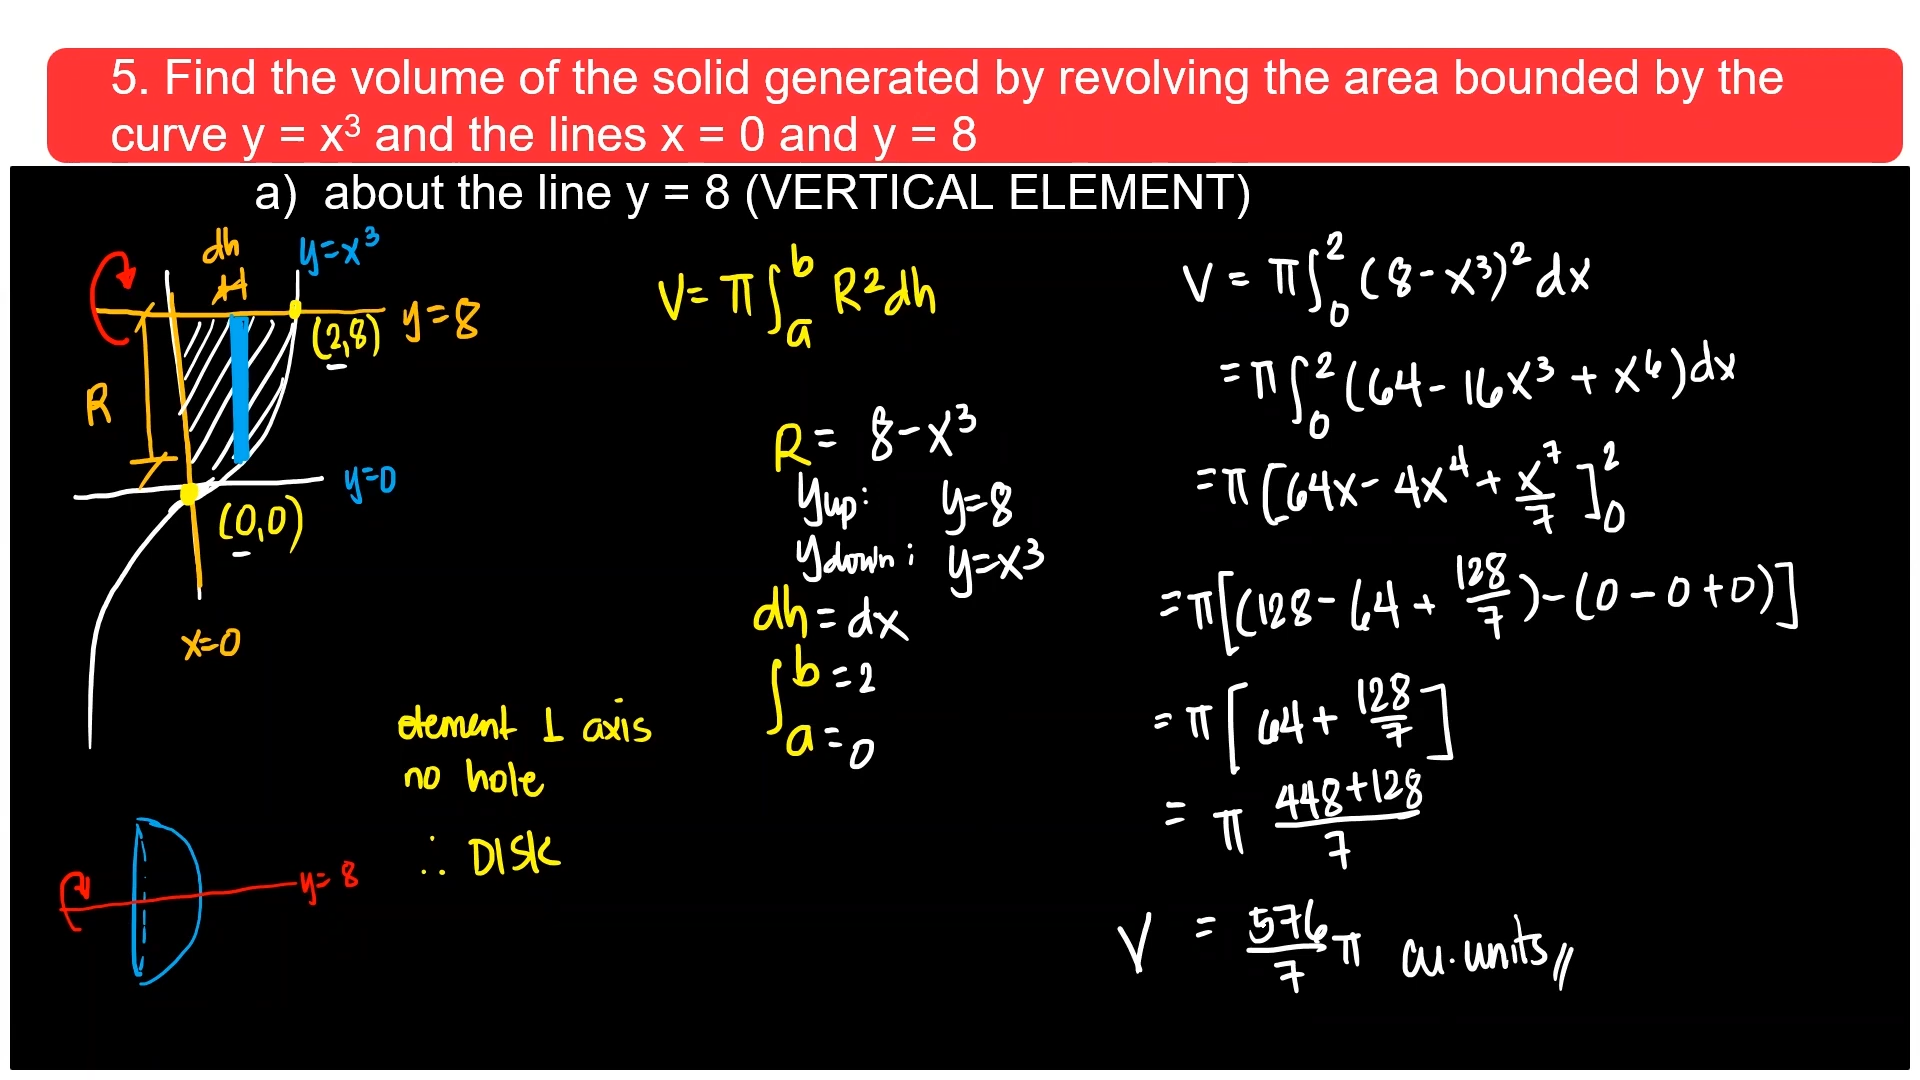 5. Find the volume of the solid generated by revolving the area bounded by the
curve y = x³ and the lines x = 0 and y = 8
a) about the line y = 8 (VERTICAL ELEMENT)
dh
y=x³
y=8
(2,8)
R
y=0
(0,0)
x=0
element ⊥ axis
no hole
∴ DISK
y=8
V= π ∫ₐᵇ R²dh
R= 8-x³
yup: y=8
ydown: y=x³
dh = dx
∫ b = 2
a = 0
V = π∫₀² (8-x³)² dx
=π∫₀² (64- 16x³ + x⁶)dx
=π [64x- 4x⁴ + x⁷/7]₀²
=π[(128- 64 + 128/7)-(0-0+0)]
=π[64+ 128/7]
= π 448+128/7
V = 576/7 π cu. units//